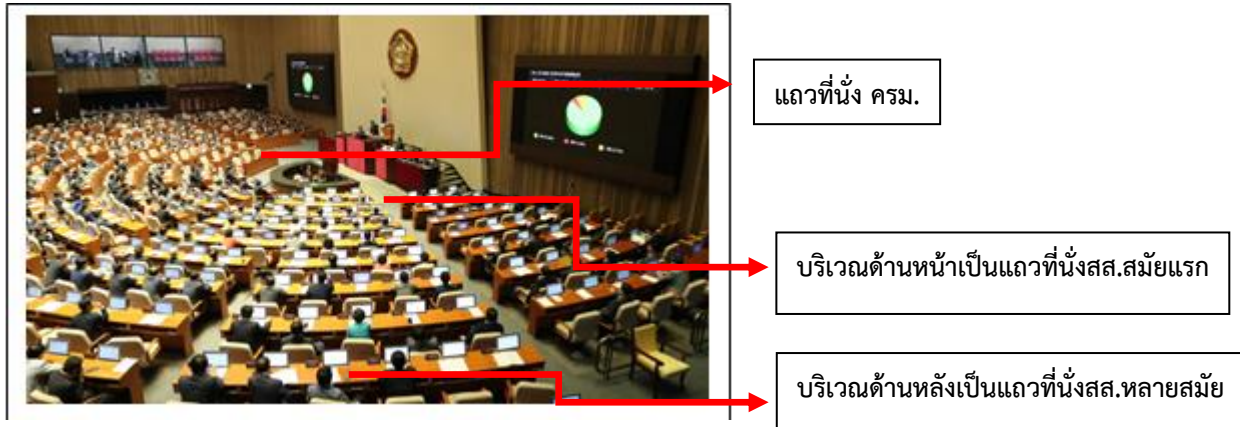 แถวที่นั่ง ครม.
บริเวณด้านหน้าเป็นแถวที่นั่งสส.สมัยแรก
บริเวณด้านหลังเป็นแถวที่นั่งสส.หลายสมัย